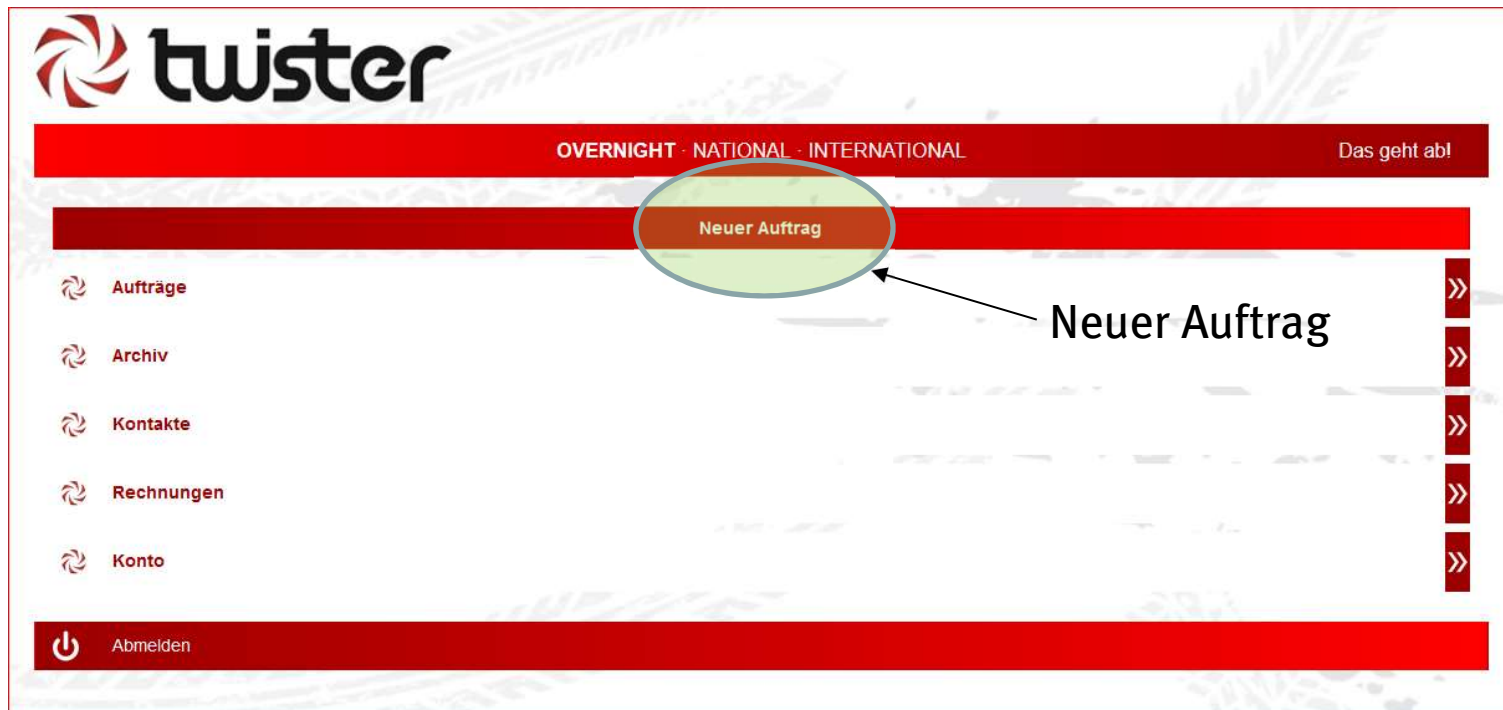 twister
OVERNIGHT · NATIONAL · INTERNATIONAL
Das geht ab!
Neuer Auftrag
Aufträge
Neuer Auftrag
Archiv
Kontakte
Rechnungen
Konto
Abmelden